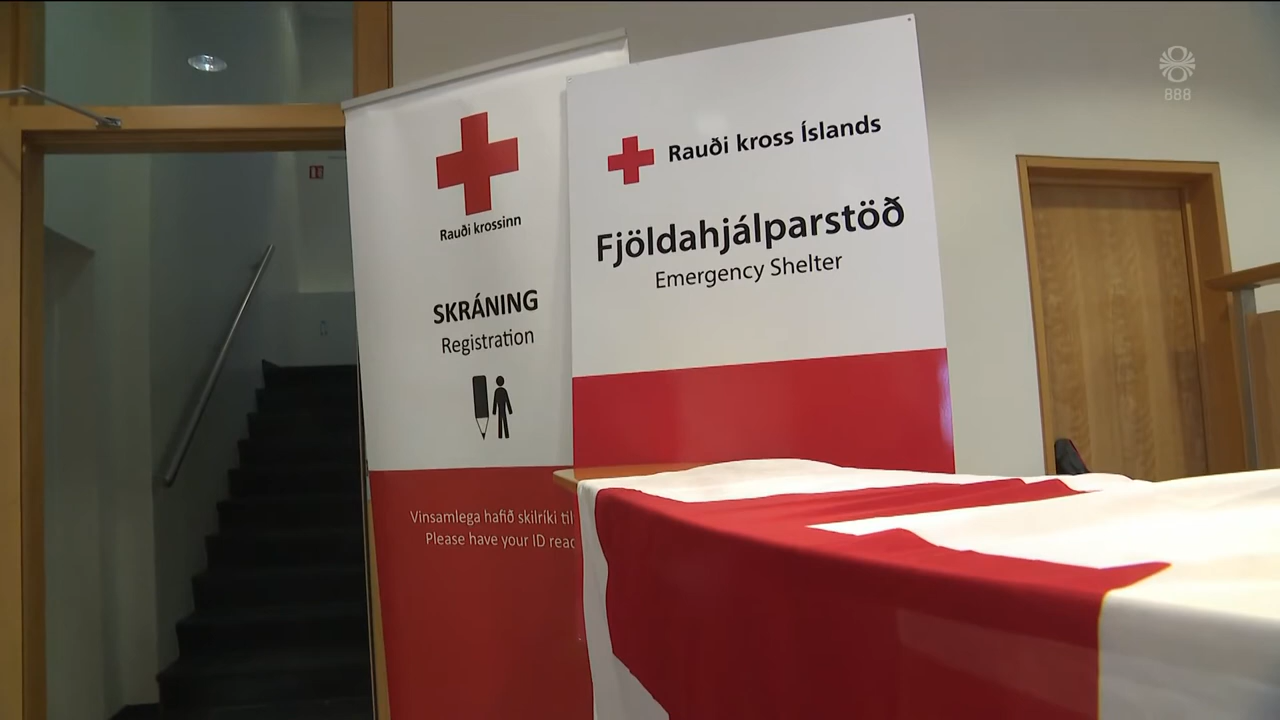 Rauði krossinn
SKRÁNING
Registration
Vinsamlega hafið skilríki til
Please have your ID
Rauði kross Íslands
Fjöldahjálparstöð
Emergency Shelter
888